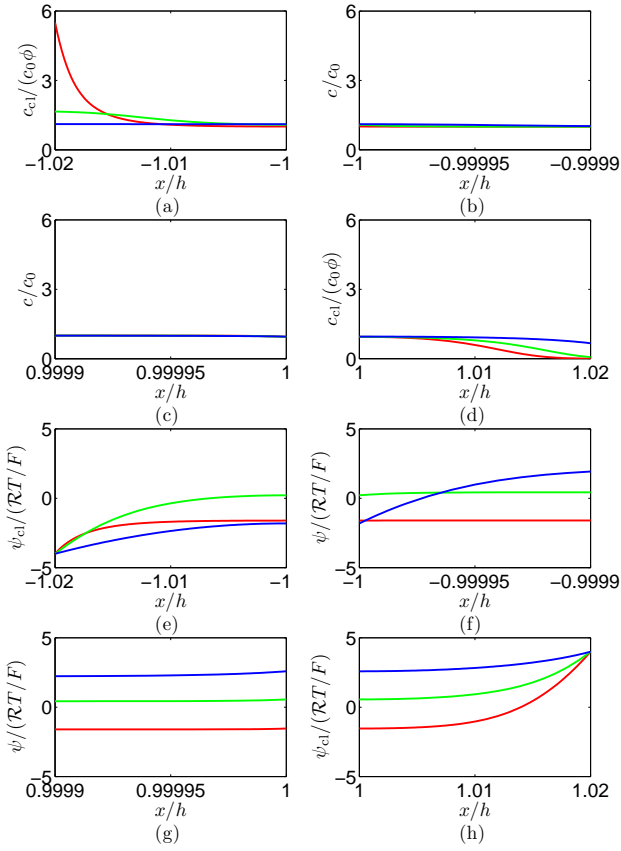 6
3
0
c_cl/(c_0ϕ)
−1.02 −1.01 −1
x/h
(a)
6
3
0
c/c_0
−1 −0.99995 −0.9999
x/h
(b)
6
3
0
c/c_0
0.9999 0.99995 1
x/h
(c)
6
3
0
c_cl/(c_0ϕ)
1 1.01 1.02
x/h
(d)
5
0
−5
ψ_cl/(ℛT/F)
−1.02 −1.01 −1
x/h
(e)
5
0
−5
ψ/(ℛT/F)
−1 −0.99995 −0.9999
x/h
(f)
5
0
−5
ψ/(ℛT/F)
0.9999 0.99995 1
x/h
(g)
5
0
−5
ψ_cl/(ℛT/F)
1 1.01 1.02
x/h
(h)